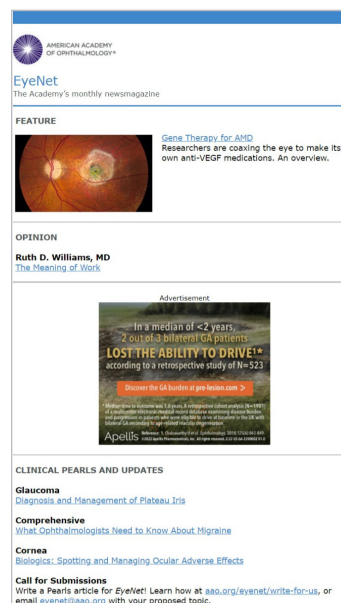 AMERICAN ACADEMY
OF OPHTHALMOLOGY®
EyeNet
The Academy's monthly newsmagazine
FEATURE
Gene Therapy for AMD
Researchers are coaxing the eye to make its
own anti-VEGF medications. An overview.
OPINION
Ruth D. Williams, MD
The Meaning of Work
Advertisement
In a median of <2 years,
2 out of 3 bilateral GA patients
LOST THE ABILITY TO DRIVE¹*
according to a retrospective study of N=523
Discover the GA burden at pre-lesion.com >
Apellis
CLINICAL PEARLS AND UPDATES
Glaucoma
Diagnosis and Management of Plateau Iris
Comprehensive
What Ophthalmologists Need to Know About Migraine
Cornea
Biologics: Spotting and Managing Ocular Adverse Effects
Call for Submissions
Write a Pearls article for EyeNet! Learn how at aao.org/eyenet/write-for-us, or
email eyenet@aao.org with your proposed topic.